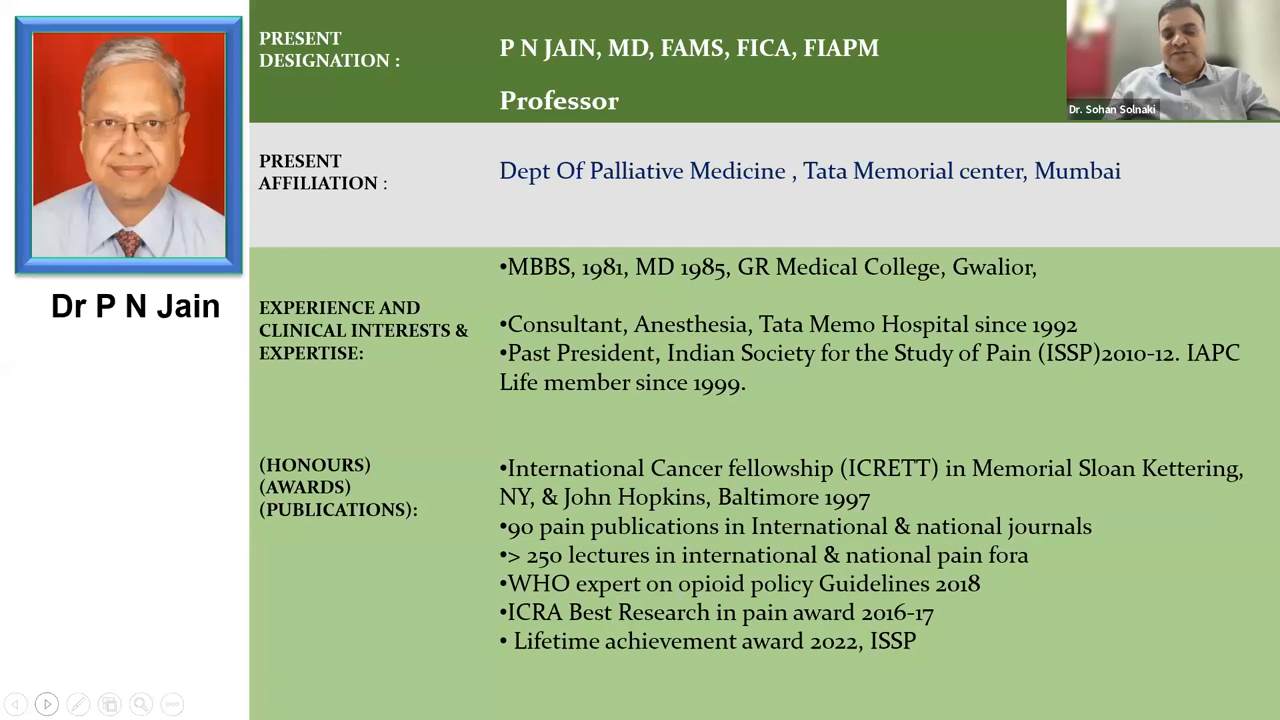 PRESENT
DESIGNATION :
P N JAIN, MD, FAMS, FICA, FIAPM
Professor
Dr. Sohan Solnaki
PRESENT
AFFILIATION :
Dept Of Palliative Medicine , Tata Memorial center, Mumbai
Dr P N Jain
EXPERIENCE AND
CLINICAL INTERESTS &
EXPERTISE:
•MBBS, 1981, MD 1985, GR Medical College, Gwalior,
•Consultant, Anesthesia, Tata Memo Hospital since 1992
•Past President, Indian Society for the Study of Pain (ISSP)2010-12. IAPC
Life member since 1999.
(HONOURS)
(AWARDS)
(PUBLICATIONS):
•International Cancer fellowship (ICRETT) in Memorial Sloan Kettering,
NY, & John Hopkins, Baltimore 1997
•90 pain publications in International & national journals
•> 250 lectures in international & national pain fora
•WHO expert on opioid policy Guidelines 2018
•ICRA Best Research in pain award 2016-17
• Lifetime achievement award 2022, ISSP